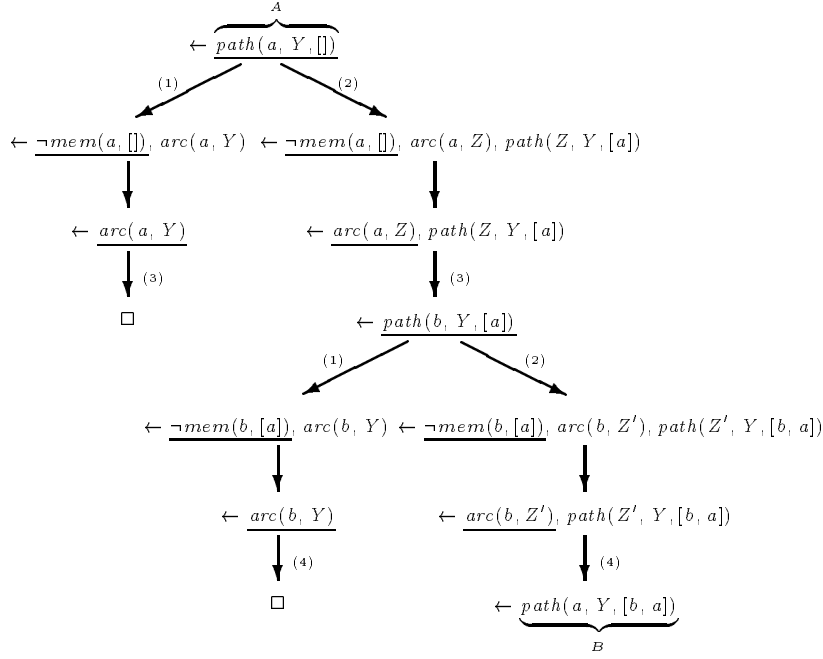 A
← path(a, Y, [])
(1) (2)
← ¬mem(a, []), arc(a, Y) ← ¬mem(a, []), arc(a, Z), path(Z, Y, [a])
← arc(a, Y) ← arc(a, Z), path(Z, Y, [a])
(3) (3)
□ ← path(b, Y, [a])
(1) (2)
← ¬mem(b, [a]), arc(b, Y) ← ¬mem(b, [a]), arc(b, Z′), path(Z′, Y, [b, a])
← arc(b, Y) ← arc(b, Z′), path(Z′, Y, [b, a])
(4) (4)
□ ← path(a, Y, [b, a])
B